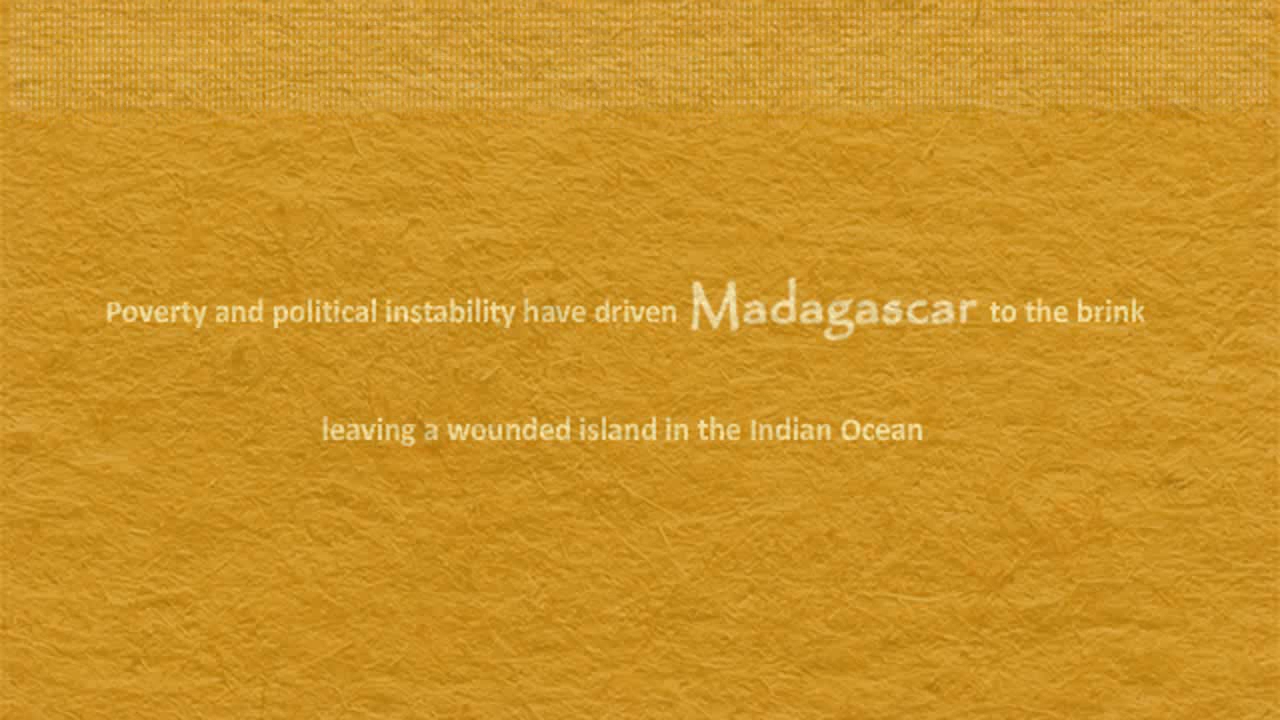 Poverty and political instability have driven Madagascar to the brink
leaving a wounded island in the Indian Ocean